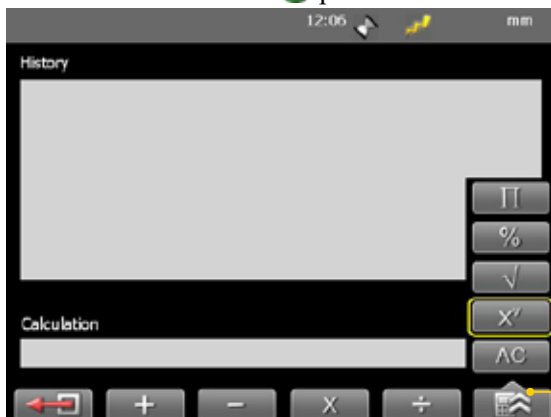 12:06 mm
History
Π
%
√
Xʸ
Calculation
AC
+ − X ÷